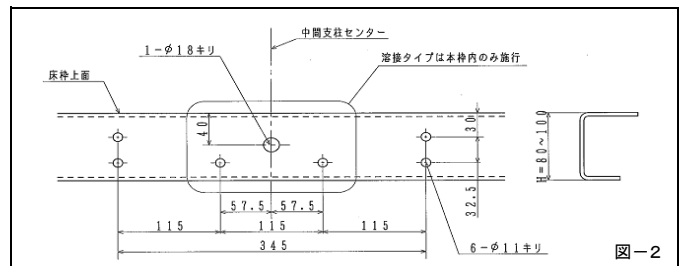 中間支柱センター
1-φ18キリ
溶接タイプは本枠内のみ施行
床枠上面
40
30
32.5
H=80~100
57.5
57.5
115
115
115
345
6-φ11キリ
図-2